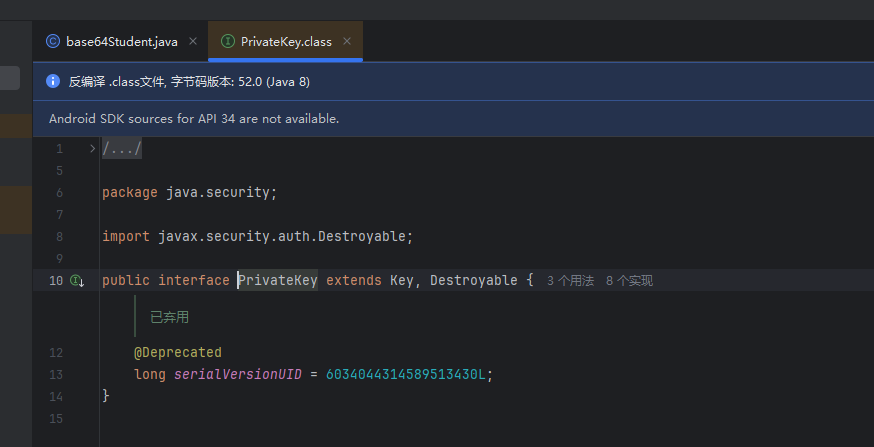 base64Student.java
PrivateKey.class
反编译 .class文件, 字节码版本: 52.0 (Java 8)
Android SDK sources for API 34 are not available.
1 /.../
5
6 package java.security;
7
8 import javax.security.auth.Destroyable;
9
10 public interface PrivateKey extends Key, Destroyable { 3 个用法 8 个实现
已弃用
12 @Deprecated
13 long serialVersionUID = 6034044314589513430L;
14 }
15